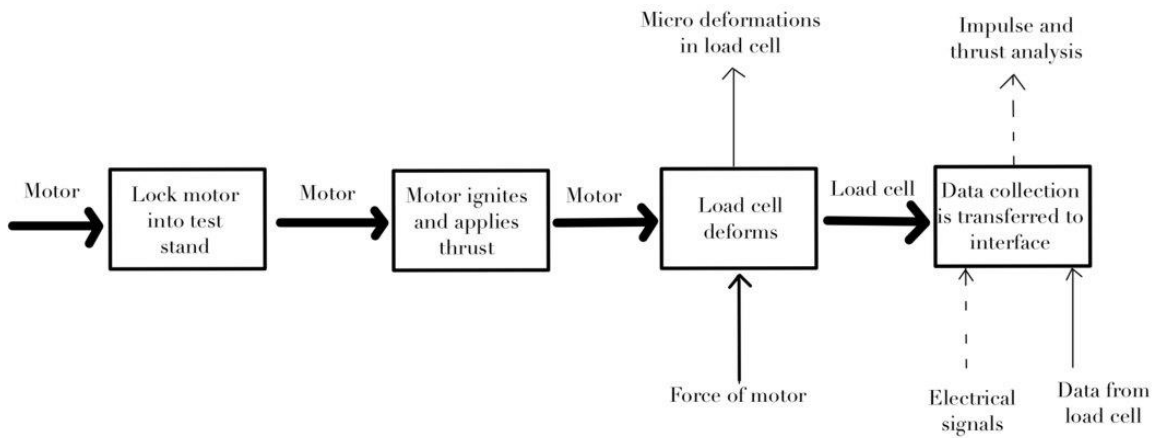 Micro deformations
in load cell
Impulse and
thrust analysis
Motor
Lock motor
into test
stand
Motor
Motor ignites
and applies
thrust
Motor
Load cell
deforms
Load cell
Data collection
is transferred to
interface
Force of motor
Electrical
signals
Data from
load cell